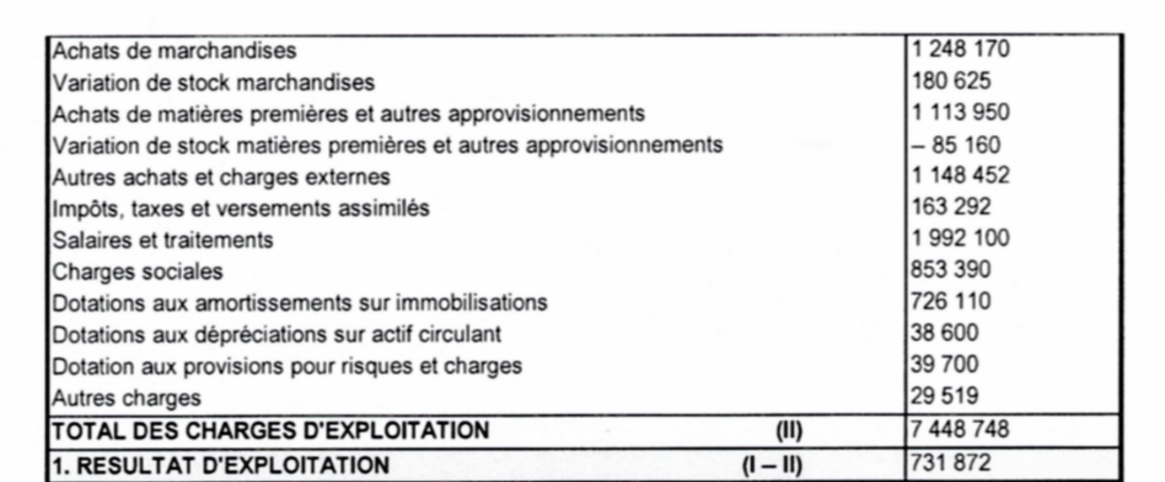 Achats de marchandises 1 248 170
Variation de stock marchandises 180 625
Achats de matières premières et autres approvisionnements 1 113 950
Variation de stock matières premières et autres approvisionnements – 85 160
Autres achats et charges externes 1 148 452
Impôts, taxes et versements assimilés 163 292
Salaires et traitements 1 992 100
Charges sociales 853 390
Dotations aux amortissements sur immobilisations 726 110
Dotations aux dépréciations sur actif circulant 38 600
Dotation aux provisions pour risques et charges 39 700
Autres charges 29 519
TOTAL DES CHARGES D'EXPLOITATION (II) 7 448 748
1. RESULTAT D'EXPLOITATION (I – II) 731 872